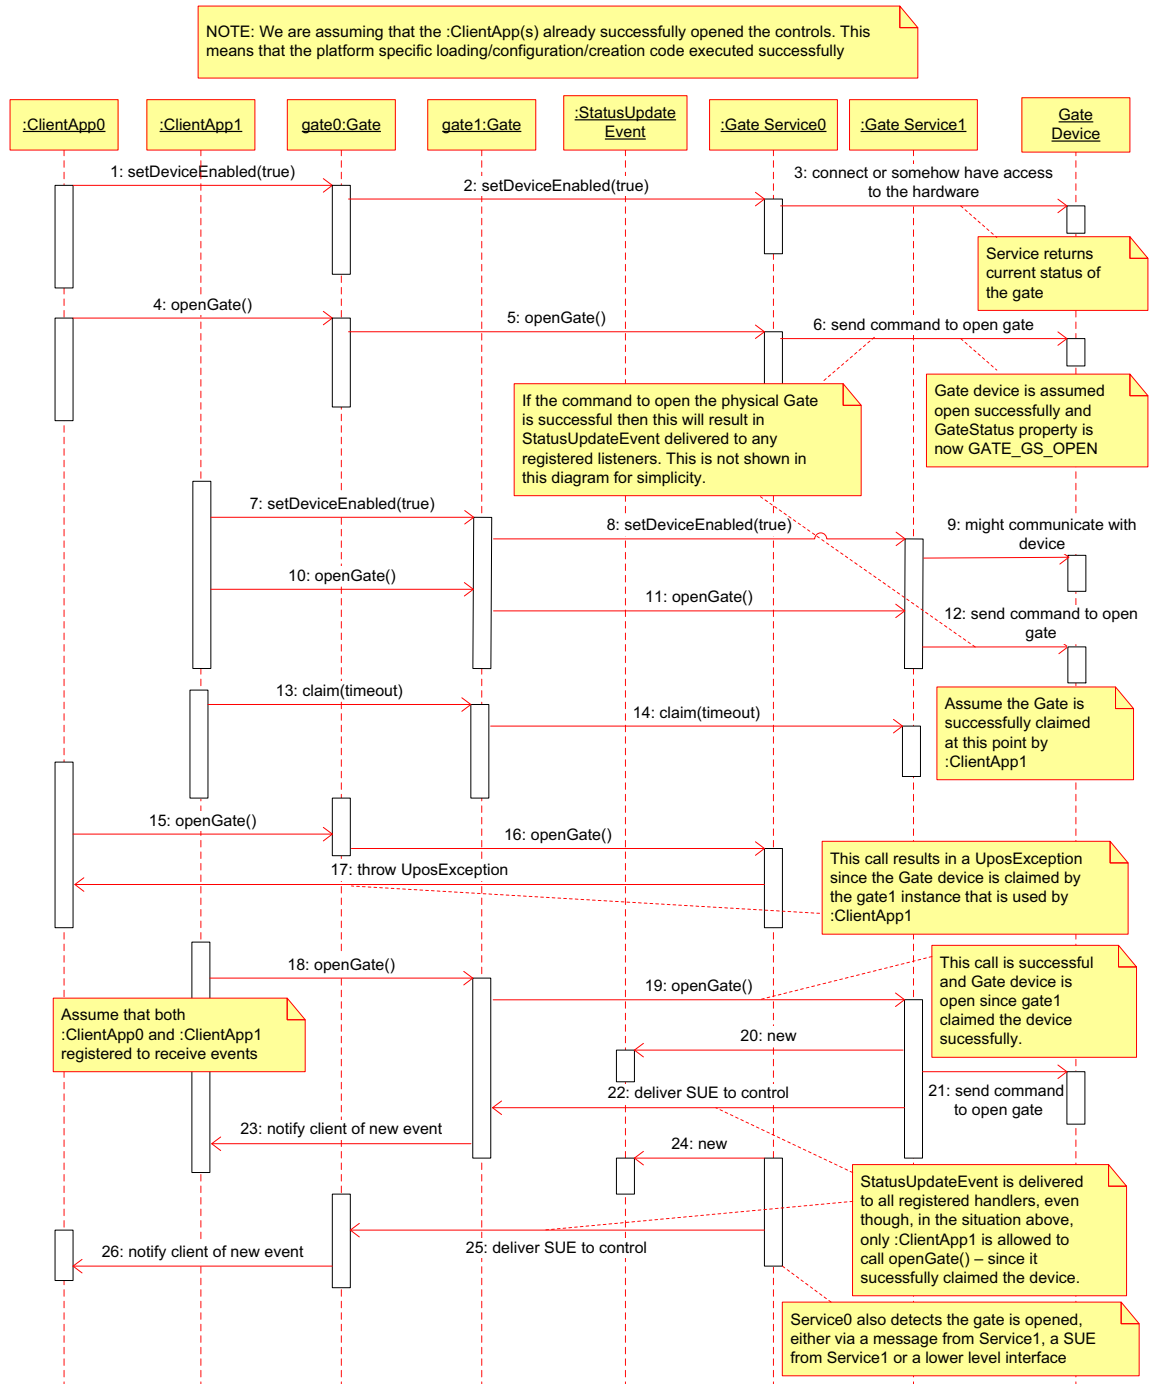 NOTE: We are assuming that the :ClientApp(s) already successfully opened the controls. This
means that the platform specific loading/configuration/creation code executed successfully
:ClientApp0
:ClientApp1
gate0:Gate
gate1:Gate
:StatusUpdate
Event
:Gate Service0
:Gate Service1
Gate
Device
1: setDeviceEnabled(true)
2: setDeviceEnabled(true)
3: connect or somehow have access
to the hardware
Service returns
current status of
the gate
4: openGate()
5: openGate()
6: send command to open gate
If the command to open the physical Gate
is successful then this will result in
StatusUpdateEvent delivered to any
registered listeners. This is not shown in
this diagram for simplicity.
Gate device is assumed
open successfully and
GateStatus property is
now GATE_GS_OPEN
7: setDeviceEnabled(true)
8: setDeviceEnabled(true)
9: might communicate with
device
10: openGate()
11: openGate()
12: send command to open
gate
13: claim(timeout)
14: claim(timeout)
Assume the Gate is
successfully claimed
at this point by
:ClientApp1
15: openGate()
16: openGate()
17: throw UposException
This call results in a UposException
since the Gate device is claimed by
the gate1 instance that is used by
:ClientApp1
18: openGate()
19: openGate()
This call is successful
and Gate device is
open since gate1
claimed the device
sucessfully.
Assume that both
:ClientApp0 and :ClientApp1
registered to receive events
20: new
21: send command
to open gate
22: deliver SUE to control
23: notify client of new event
24: new
StatusUpdateEvent is delivered
to all registered handlers, even
though, in the situation above,
only :ClientApp1 is allowed to
call openGate() – since it
sucessfully claimed the device.
25: deliver SUE to control
26: notify client of new event
Service0 also detects the gate is opened,
either via a message from Service1, a SUE
from Service1 or a lower level interface